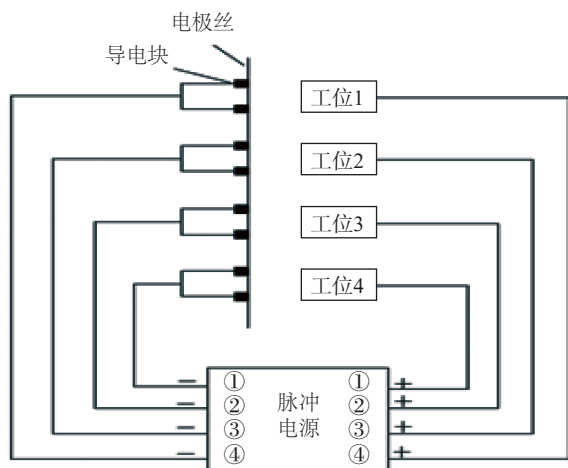 电极丝
导电块
工位1
工位2
工位3
工位4
－ ① ① +
－ ② 脉冲 ② +
－ ③ 电源 ③ +
－ ④ ④ +